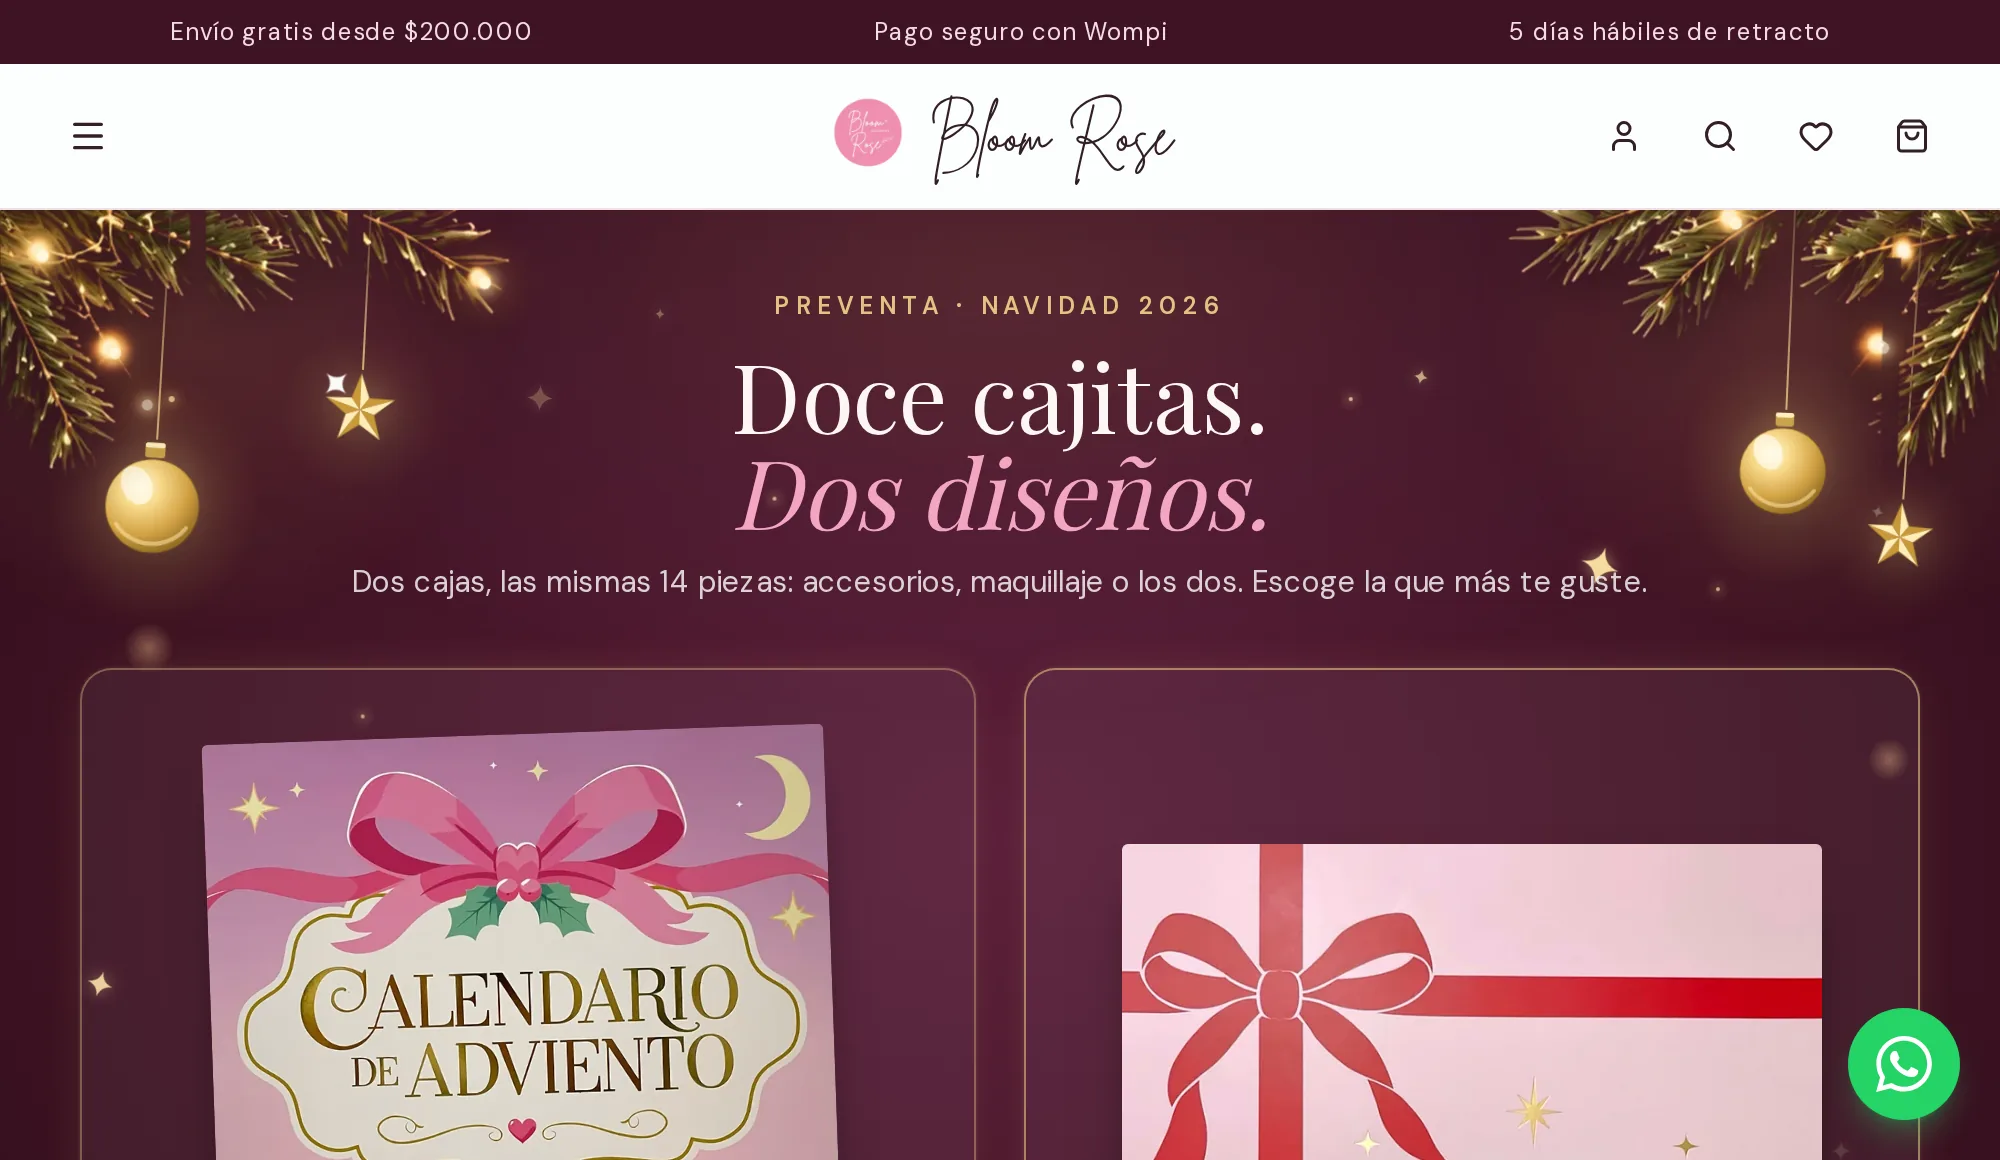 Envío gratis desde $200.000
Pago seguro con Wompi
5 días hábiles de retracto
Bloom Rose
Bloom Rose
PREVENTA · NAVIDAD 2026
Doce cajitas.
Dos diseños.
Dos cajas, las mismas 14 piezas: accesorios, maquillaje o los dos. Escoge la que más te guste.
CALENDARIO
DE ADVIENTO